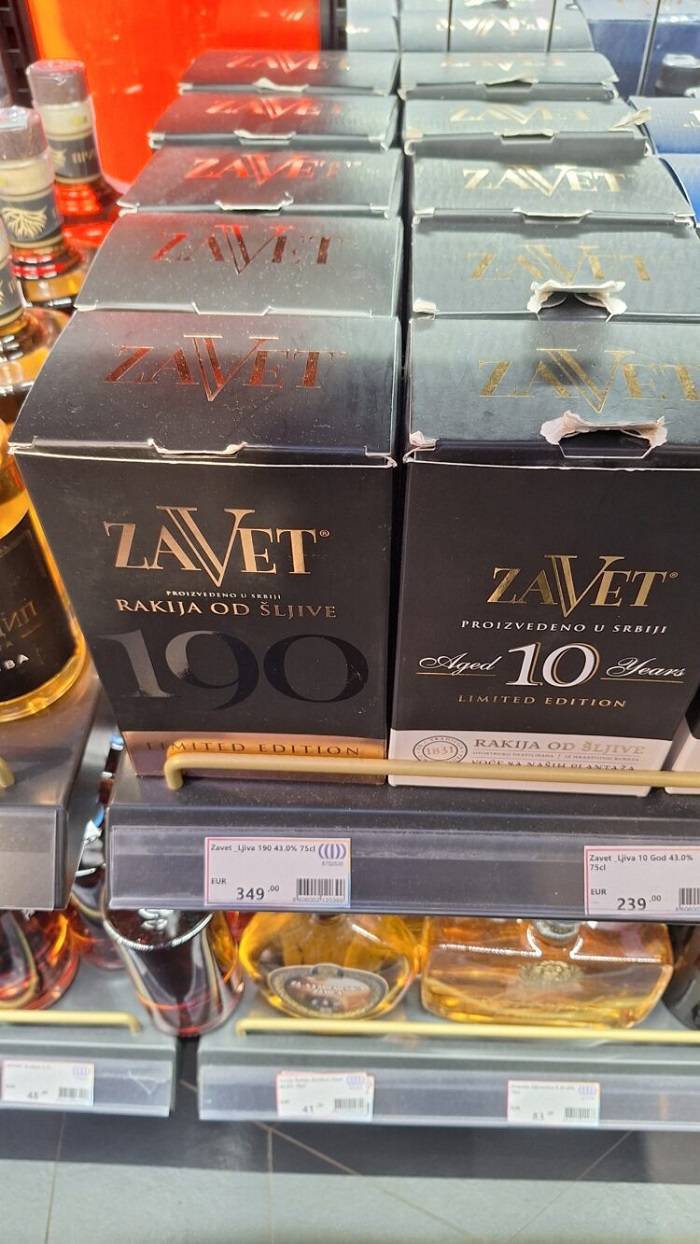 ZAVET
ZAVET
ZAVET
ZAVET
ZAVET
ZAVET
ZAVET
ZAVET
ZAVET
ZAVET
ZAVET®
PROIZVEDENO U SRBIJI
RAKIJA OD ŠLJIVE
190
LIMITED EDITION
ZAVET®
PROIZVEDENO U SRBIJI
Aged 10 Years
LIMITED EDITION
1831
RAKIJA OD ŠLJIVE
VOĆE SA NAŠIH PLANTAŽA
Zavet _Ljiva 190 43.0% 75cl
EUR
349,00
Zavet _Ljiva 10 God 43.0%
75cl
EUR
239,00